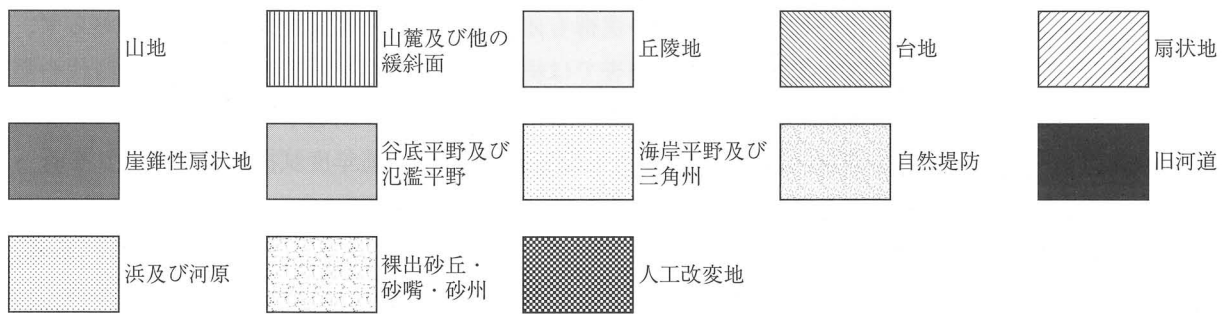 山地
山麓及び他の
緩斜面
丘陵地
台地
扇状地
崖錐性扇状地
谷底平野及び
氾濫平野
海岸平野及び
三角州
自然堤防
旧河道
浜及び河原
裸出砂丘・
砂嘴・砂州
人工改変地